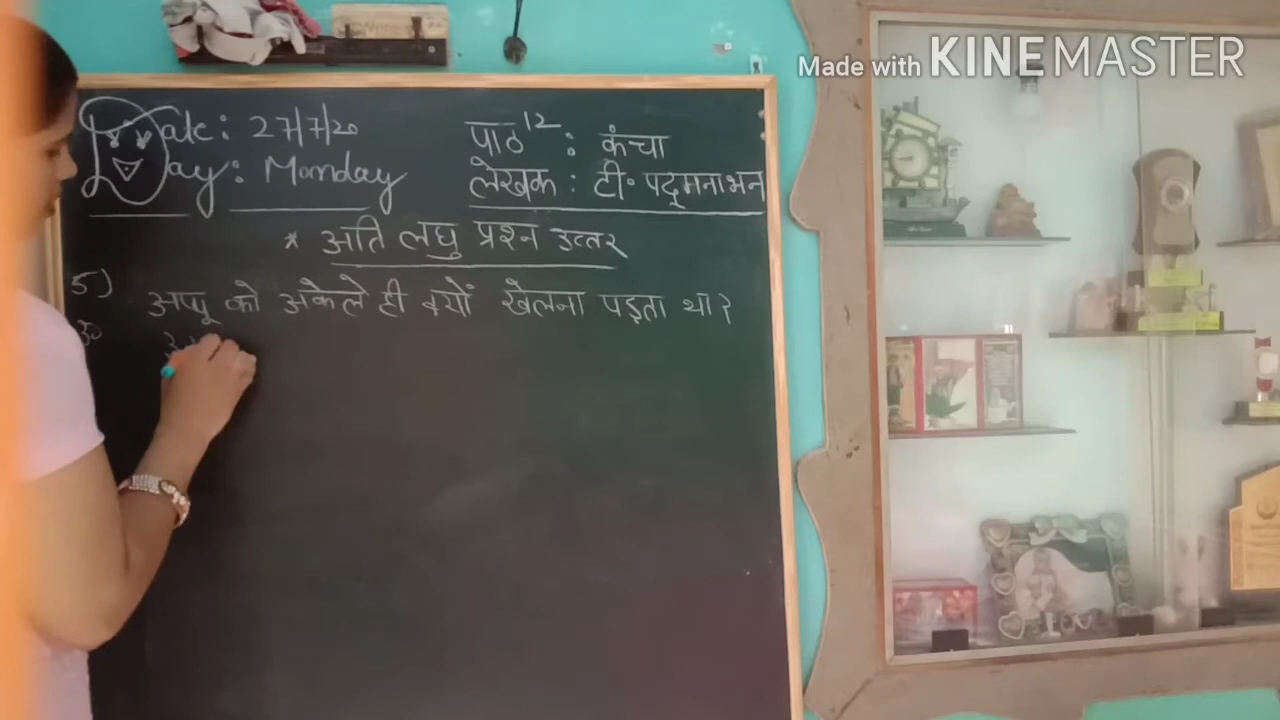 Made with KINEMASTER
Date: 27/7/20
Day: Monday
पाठ 12 : कंचा
लेखक : टी॰ पद्मनाभन
* अति लघु प्रश्न उत्तर
5) अप्पू को अकेले ही क्यों खेलना पड़ता था?
उ०